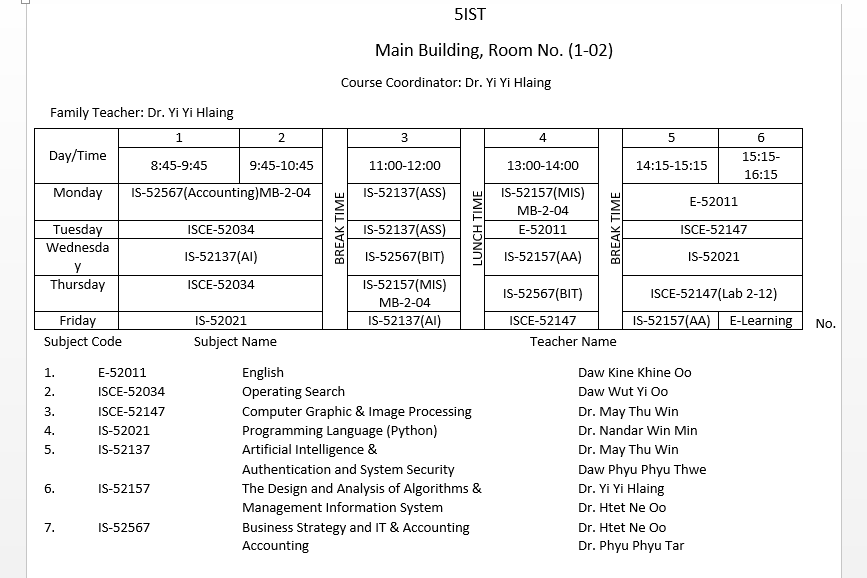 5IST
Main Building, Room No. (1-02)
Course Coordinator: Dr. Yi Yi Hlaing
Family Teacher: Dr. Yi Yi Hlaing
Day/Time 1 2 BREAK TIME 3 LUNCH TIME 4 BREAK TIME 5 6
8:45-9:45 9:45-10:45 11:00-12:00 13:00-14:00 14:15-15:15 15:15-
16:15
Monday IS-52567(Accounting)MB-2-04 IS-52137(ASS) IS-52157(MIS)
MB-2-04 E-52011
Tuesday ISCE-52034 IS-52137(ASS) E-52011 ISCE-52147
Wednesda
y IS-52137(AI) IS-52567(BIT) IS-52157(AA) IS-52021
Thursday ISCE-52034 IS-52157(MIS)
MB-2-04 IS-52567(BIT) ISCE-52147(Lab 2-12)
Friday IS-52021 IS-52137(AI) ISCE-52147 IS-52157(AA) E-Learning No.
Subject Code Subject Name Teacher Name
1. E-52011 English Daw Kine Khine Oo
2. ISCE-52034 Operating Search Daw Wut Yi Oo
3. ISCE-52147 Computer Graphic & Image Processing Dr. May Thu Win
4. IS-52021 Programming Language (Python) Dr. Nandar Win Min
5. IS-52137 Artificial Intelligence & Dr. May Thu Win
Authentication and System Security Daw Phyu Phyu Thwe
6. IS-52157 The Design and Analysis of Algorithms & Dr. Yi Yi Hlaing
Management Information System Dr. Htet Ne Oo
7. IS-52567 Business Strategy and IT & Accounting Dr. Htet Ne Oo
Accounting Dr. Phyu Phyu Tar